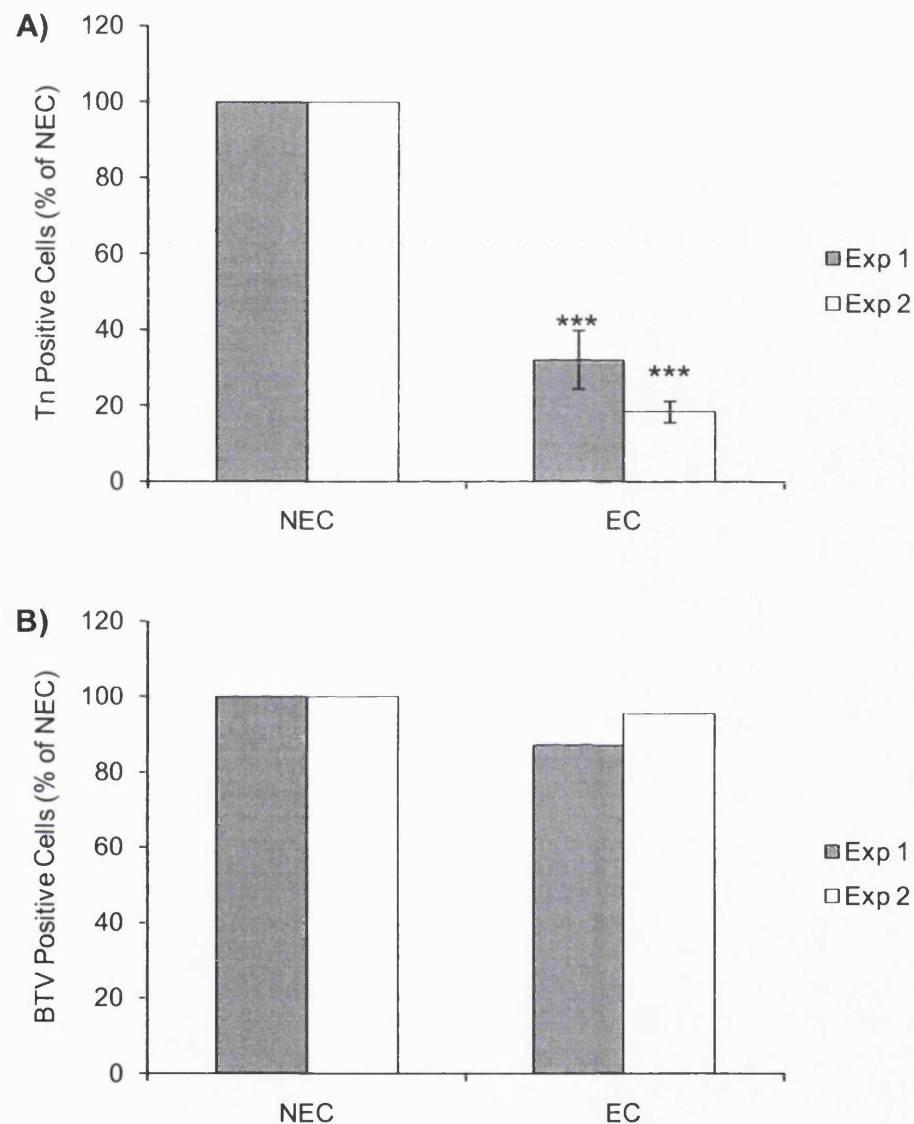 A)
Tn Positive Cells (% of NEC)
120
100
80
60
40
20
0
***
***
NEC
EC
Exp 1
Exp 2
B)
BTV Positive Cells (% of NEC)
120
100
80
60
40
20
0
NEC
EC
Exp 1
Exp 2